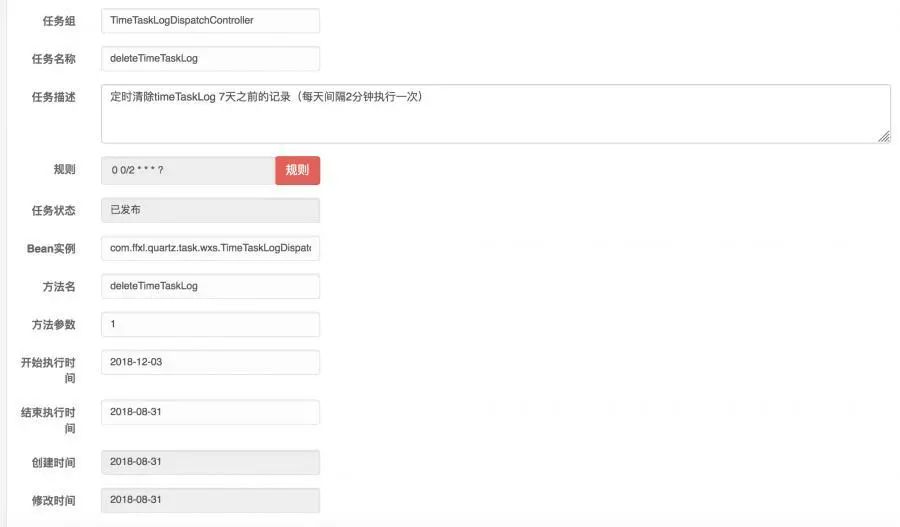 任务组 TimeTaskLogDispatchController
任务名称 deleteTimeTaskLog
任务描述 定时清除timeTaskLog 7天之前的记录（每天间隔2分钟执行一次）
规则 0 0/2 * * * ? 规则
任务状态 已发布
Bean实例 com.ffxl.quartz.task.wxs.TimeTaskLogDispatc
方法名 deleteTimeTaskLog
方法参数 1
开始执行时
间 2018-12-03
结束执行时
间 2018-08-31
创建时间 2018-08-31
修改时间 2018-08-31